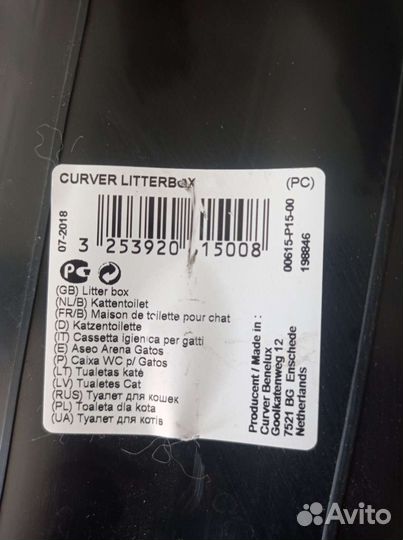 CURVER LITTERBOX
(PC)
07-2018
3 253920 15008
00615-P15-00
198846
(GB) Litter box
(NL/B) Kattentoilet
(FR/B) Maison de toilette pour chat
(D) Katzentoilette
(IT) Cassetta igienica per gatti
(E) Aseo Arena Gatos
(P) Caixa WC p/ Gatos
(LT) Tualetas katė
(LV) Tualetes Cat
(RUS) Туалет для кошек
(PL) Toaleta dla kota
(UA) Туалет для котів
Producent / Made in :
Curver Benelux
Goolkatenweg 12
7521 BG Enschede
Netherlands
Avito